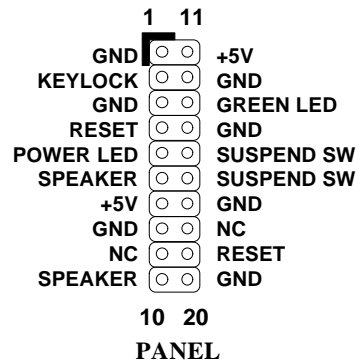 1 11
GND +5V
KEYLOCK GND
GND GREEN LED
RESET GND
POWER LED SUSPEND SW
SPEAKER SUSPEND SW
+5V GND
GND NC
NC RESET
SPEAKER GND
10 20
PANEL